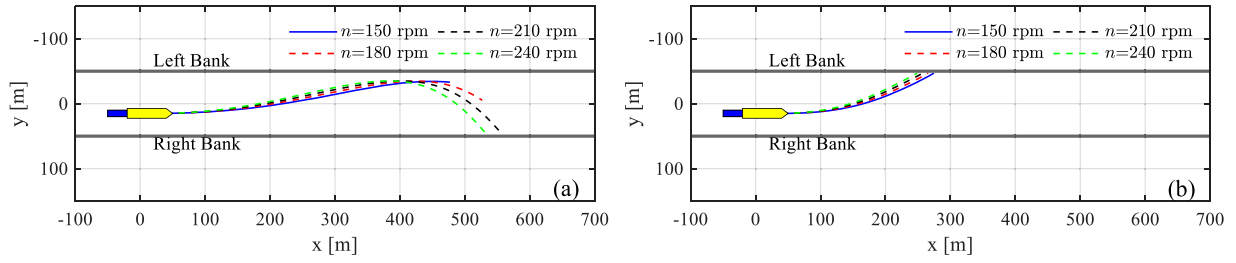 -100
0
100
y [m]
n=150 rpm
n=210 rpm
n=180 rpm
n=240 rpm
Left Bank
Right Bank
(a)
-100 0 100 200 300 400 500 600 700
x [m]
-100
0
100
y [m]
n=150 rpm
n=210 rpm
n=180 rpm
n=240 rpm
Left Bank
Right Bank
(b)
-100 0 100 200 300 400 500 600 700
x [m]